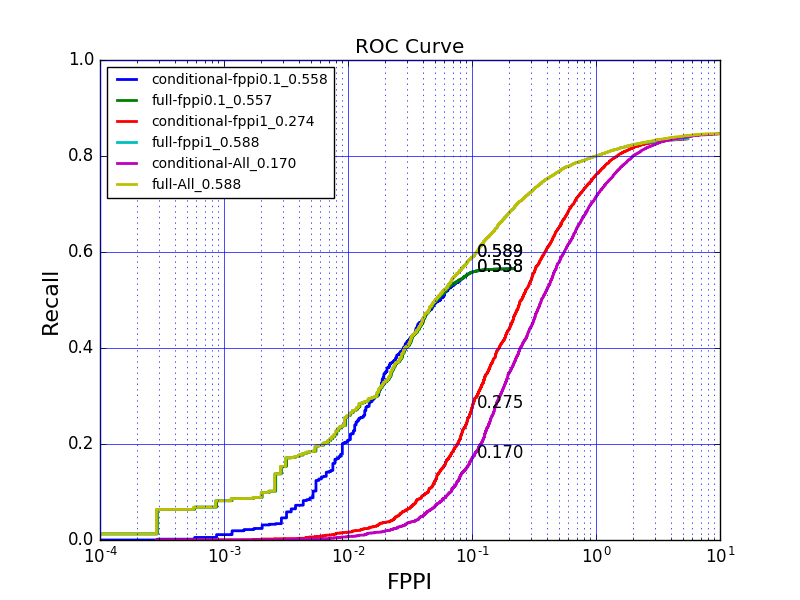 ROC Curve
1.0
conditional-fppi0.1_0.558
full-fppi0.1_0.557
conditional-fppi1_0.274
full-fppi1_0.588
conditional-All_0.170
full-All_0.588
0.8
0.6
0.589
0.558
0.4
0.275
0.2
0.170
0.0
10^-4 10^-3 10^-2 10^-1 10^0 10^1
Recall
FPPI